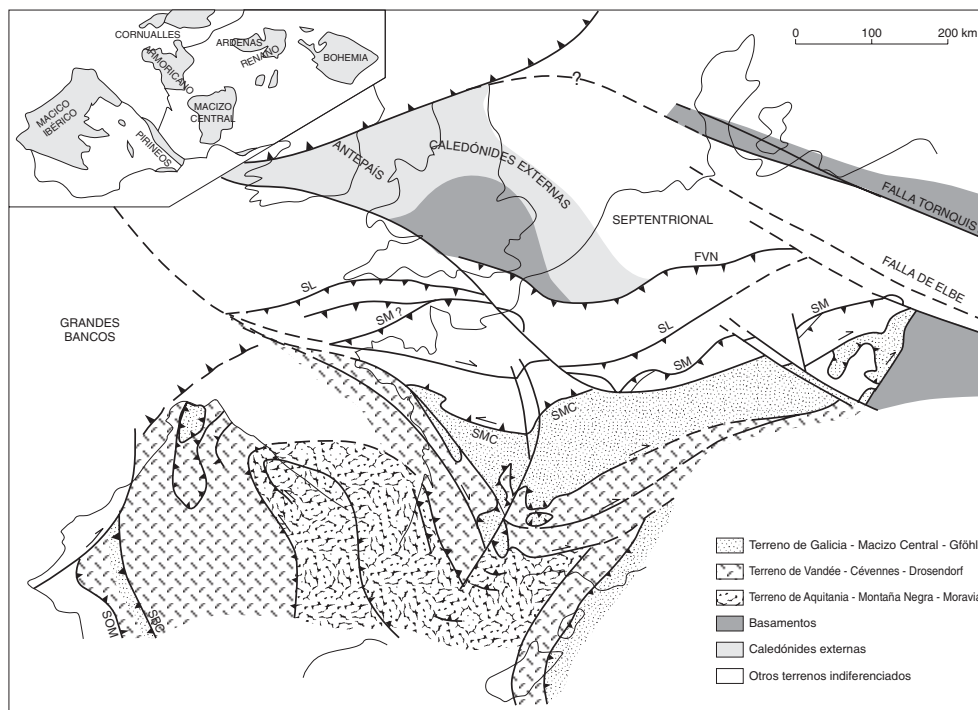 CORNUALLES
ARDENAS
RENANO
BOHEMIA
ARMORICANO
MACICO
IBÉRICO
MACIZO
CENTRAL
PIRINEOS
0 100 200 km
?
ANTEPAÍS
CALEDÓNIDES EXTERNAS
SEPTENTRIONAL
FALLA TORNQUIS
FALLA DE ELBE
FVN
SL
SM ?
SL
SM
SM
GRANDES
BANCOS
SMC
SMC
SOM
SBC
Terreno de Galicia - Macizo Central - Gföhl
Terreno de Vandée - Cévennes - Drosendorf
Terreno de Aquitania - Montaña Negra - Moravia
Basamentos
Caledónides externas
Otros terrenos indiferenciados